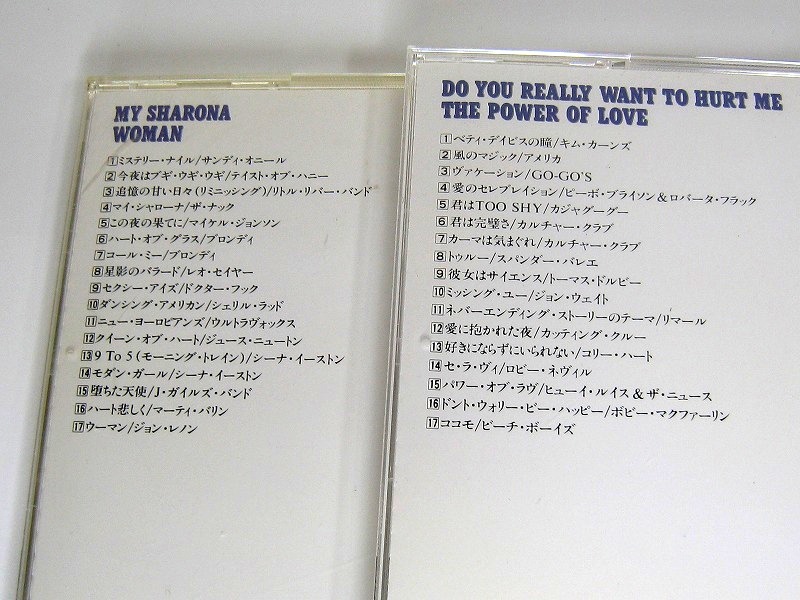 MY SHARONA
WOMAN
1 ミステリー・ナイル/サンディ・オニール
2 今夜はブギ・ウギ・ウギ/テイスト・オブ・ハニー
3 追憶の甘い日々(リミニッシング)/リトル・リバー・バンド
4 マイ・シャローナ/ザ・ナック
5 この夜の果てに/マイケル・ジョンソン
6 ハート・オブ・グラス/ブロンディ
7 コール・ミー/ブロンディ
8 星影のバラード/レオ・セイヤー
9 セクシー・アイズ/ドクター・フック
10 ダンシング・アメリカン/シェリル・ラッド
11 ニュー・ヨーロピアンズ/ウルトラヴォックス
12 クイーン・オブ・ハート/ジュース・ニュートン
13 9 To 5(モーニング・トレイン)/シーナ・イーストン
14 モダン・ガール/シーナ・イーストン
15 堕ちた天使/J・ガイルズ・バンド
16 ハート悲しく/マーティ・バリン
17 ウーマン/ジョン・レノン
DO YOU REALLY WANT TO HURT ME
THE POWER OF LOVE
1 ベティ・デイビスの瞳/キム・カーンズ
2 風のマジック/アメリカ
3 ヴァケーション/GO-GO'S
4 愛のセレブレイション/ピーボ・ブライソン&ロバータ・フラック
5 君はTOO SHY/カジャグーグー
6 君は完璧さ/カルチャー・クラブ
7 カーマは気まぐれ/カルチャー・クラブ
8 トゥルー/スパンダー・バレエ
9 彼女はサイエンス/トーマス・ドルビー
10 ミッシング・ユー/ジョン・ウェイト
11 ネバーエンディング・ストーリーのテーマ/リマール
12 愛に抱かれた夜/カッティング・クルー
13 好きにならずにいられない/コリー・ハート
14 セ・ラ・ヴィ/ロビー・ネヴィル
15 パワー・オブ・ラヴ/ヒューイ・ルイス&ザ・ニュース
16 ドント・ウォリー・ビー・ハッピー/ボビー・マクファーリン
17 ココモ/ビーチ・ボーイズ